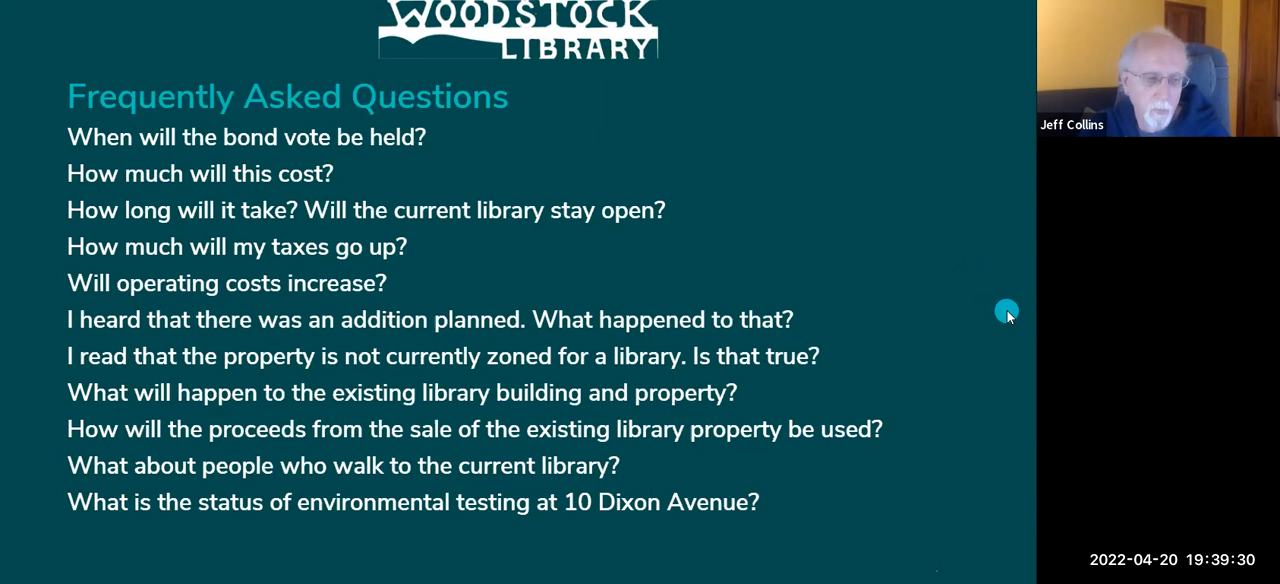 WOODSTOCK
LIBRARY
Frequently Asked Questions
When will the bond vote be held?
How much will this cost?
How long will it take? Will the current library stay open?
How much will my taxes go up?
Will operating costs increase?
I heard that there was an addition planned. What happened to that?
I read that the property is not currently zoned for a library. Is that true?
What will happen to the existing library building and property?
How will the proceeds from the sale of the existing library property be used?
What about people who walk to the current library?
What is the status of environmental testing at 10 Dixon Avenue?
Jeff Collins
2022-04-20 19:39:30